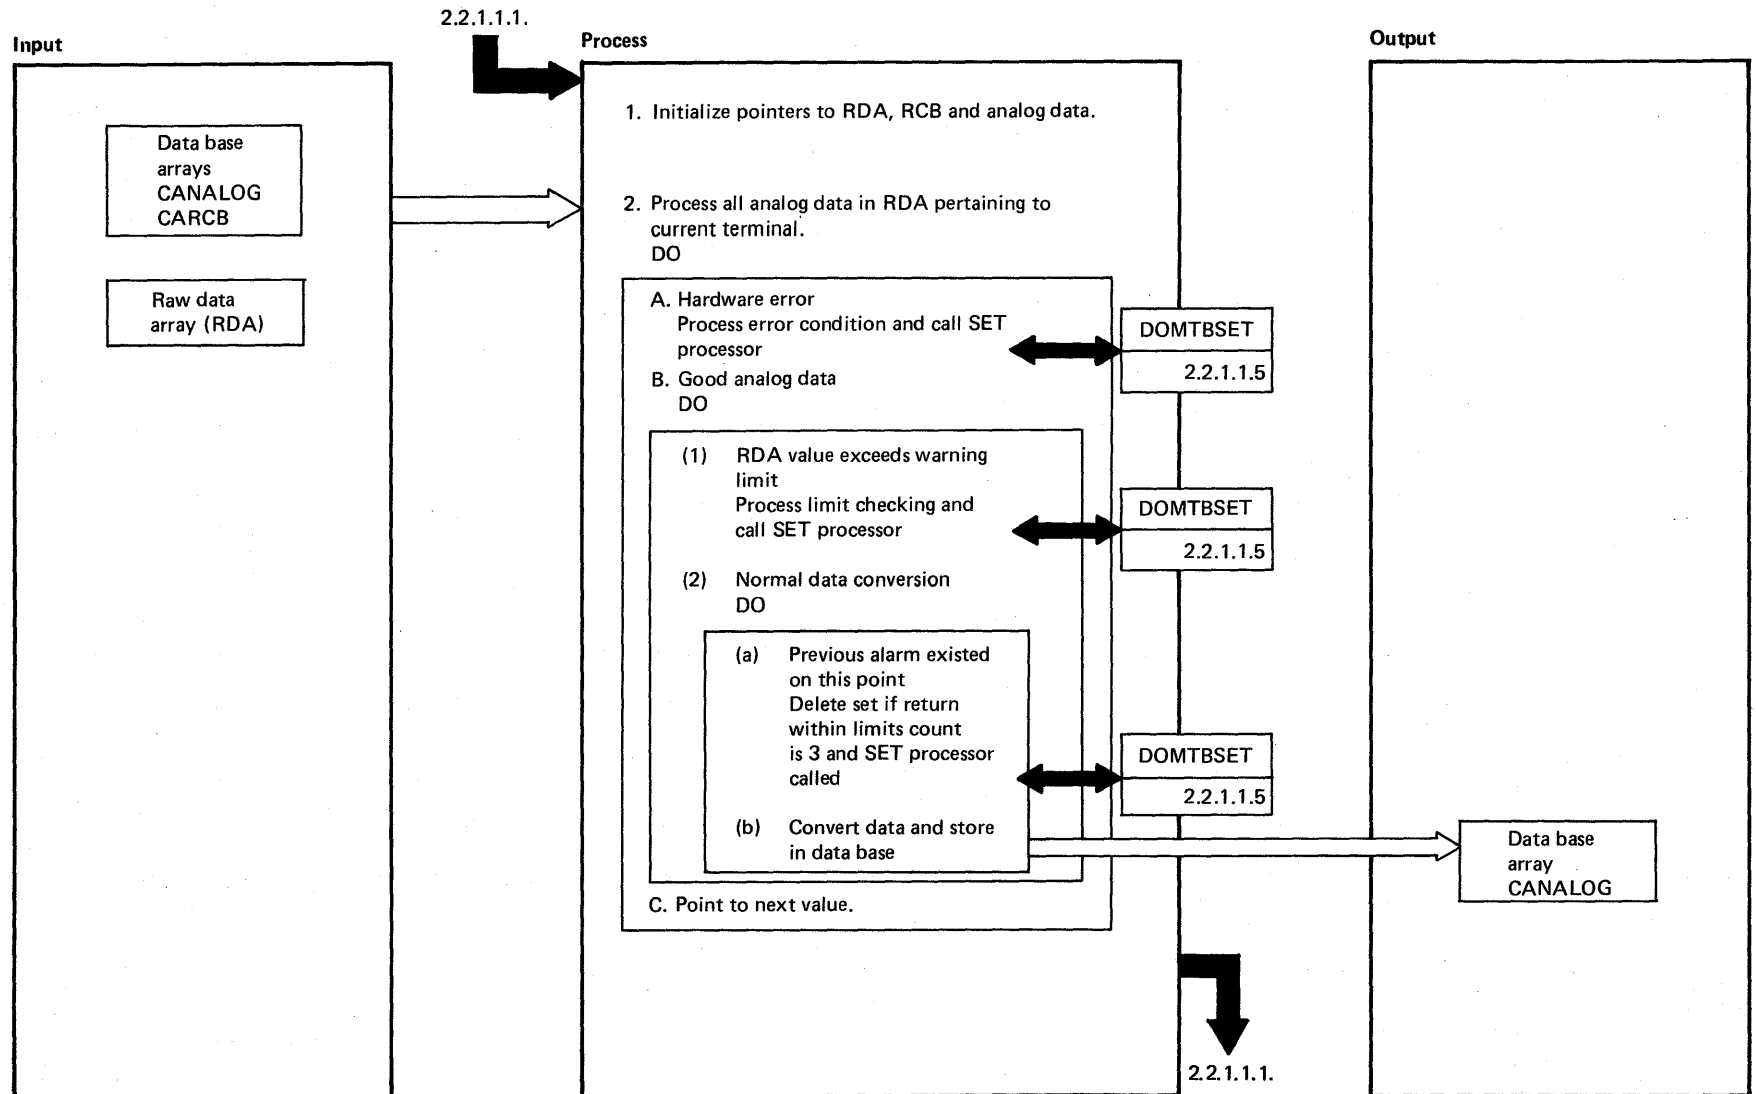 2.2.1.1.1.
Input
Process
Output
Data base
arrays
CANALOG
CARCB
Raw data
array (RDA)
1. Initialize pointers to RDA, RCB and analog data.
2. Process all analog data in RDA pertaining to
current terminal.
DO
A. Hardware error
Process error condition and call SET
processor
DOMTBSET
2.2.1.1.5
B. Good analog data
DO
(1) RDA value exceeds warning
limit
Process limit checking and
call SET processor
DOMTBSET
2.2.1.1.5
(2) Normal data conversion
DO
(a) Previous alarm existed
on this point
Delete set if return
within limits count
is 3 and SET processor
called
DOMTBSET
2.2.1.1.5
(b) Convert data and store
in data base
Data base
array
CANALOG
C. Point to next value.
2.2.1.1.1.